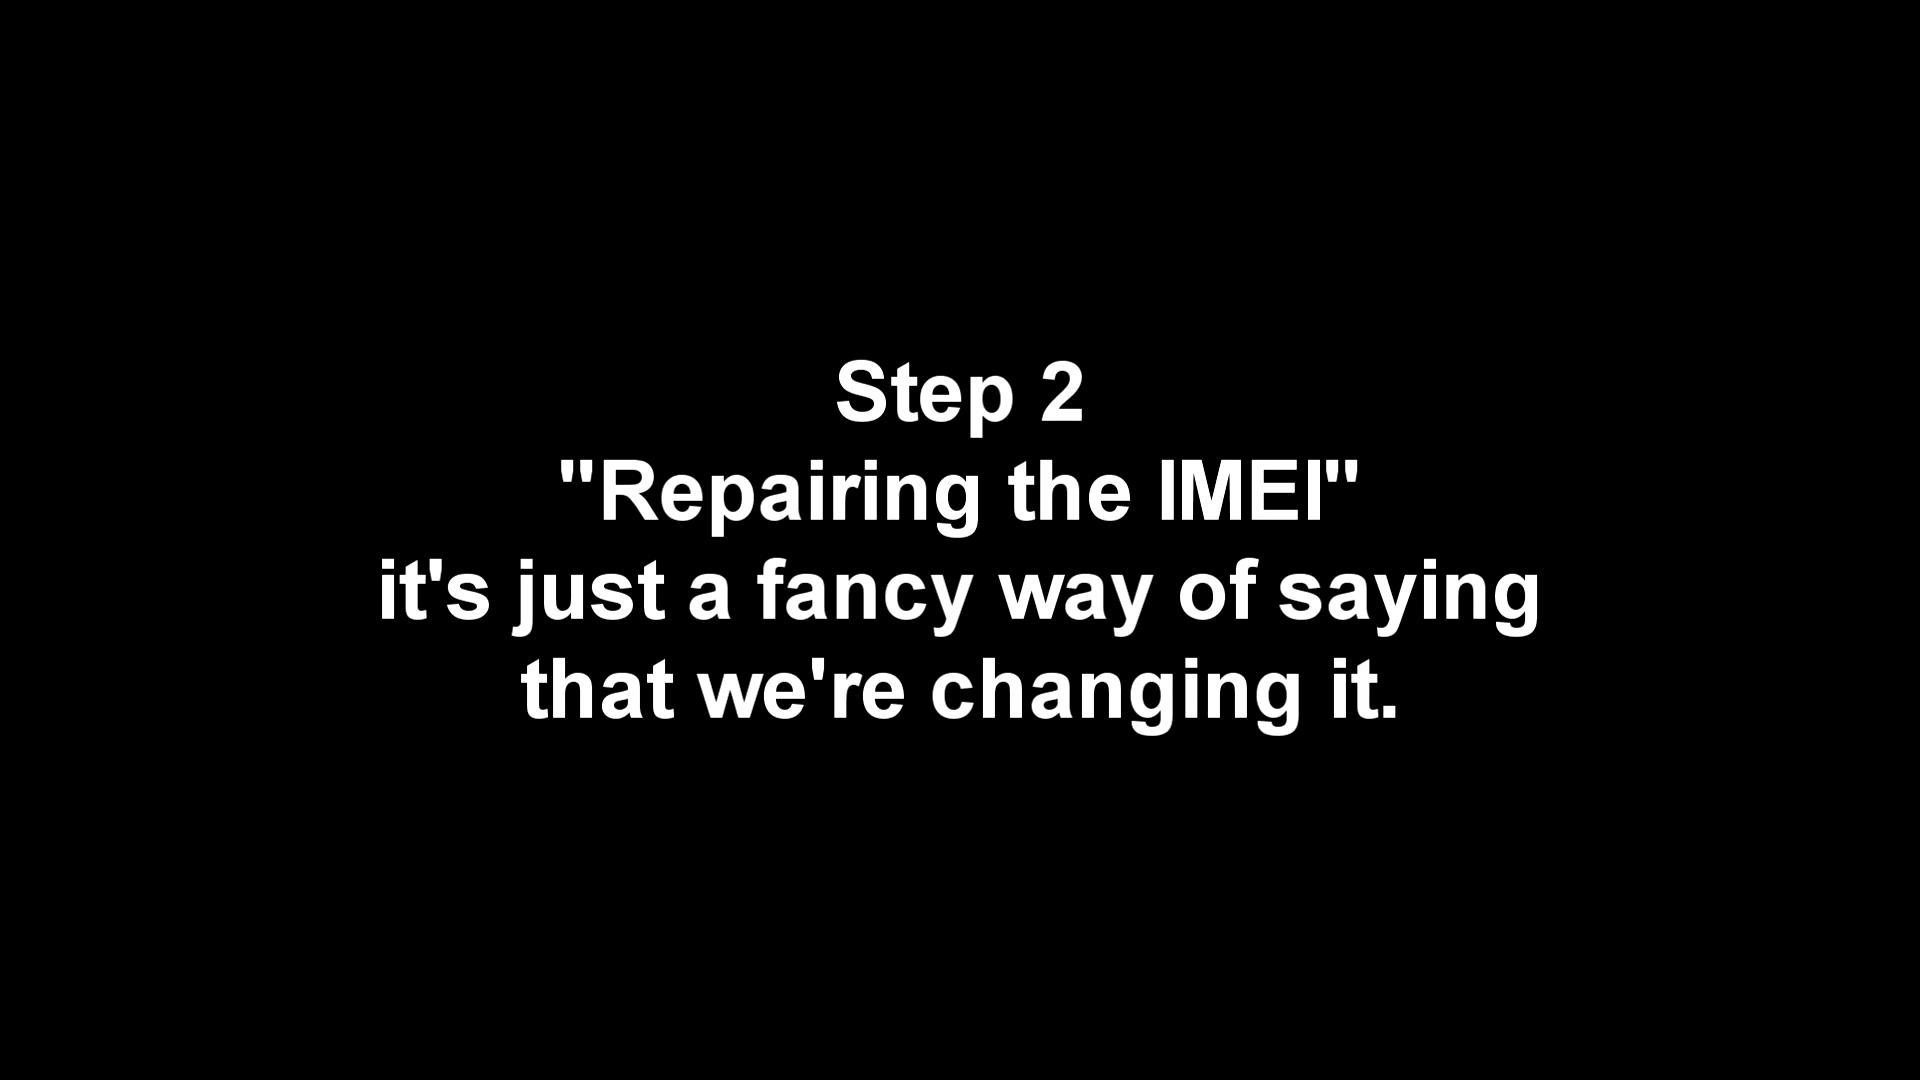 Step 2
"Repairing the IMEI"
it's just a fancy way of saying
that we're changing it.